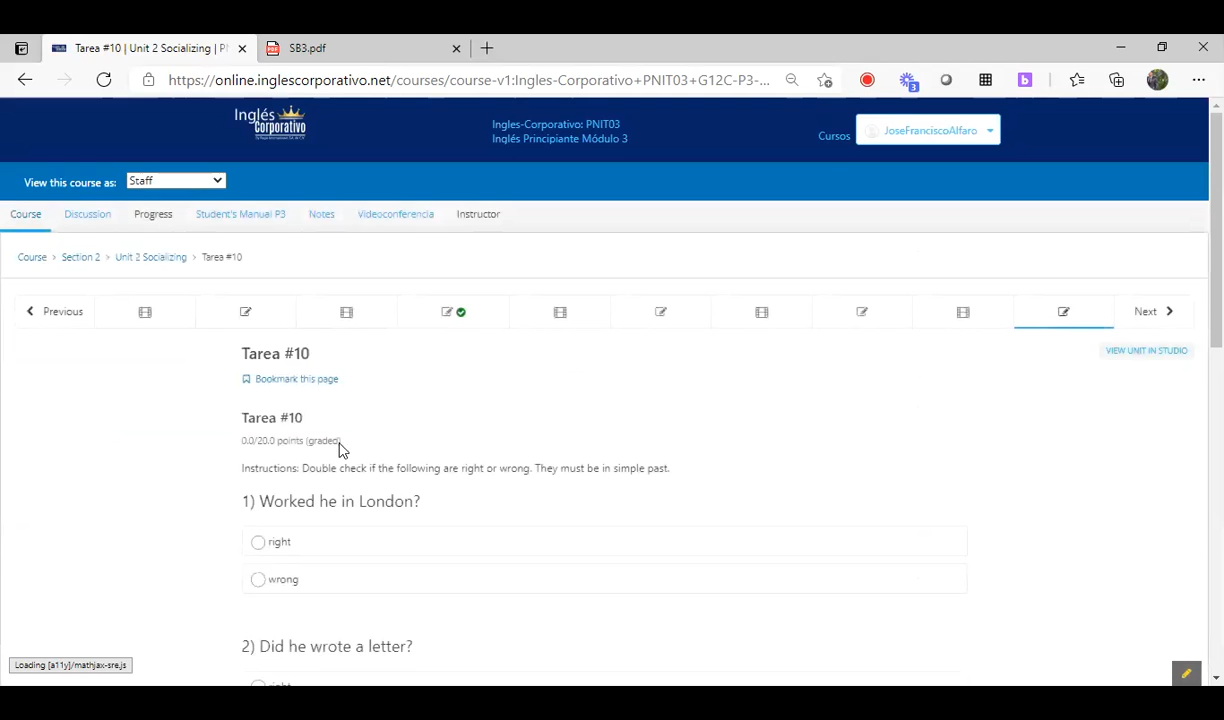 Tarea #10 | Unit 2 Socializing | PN
SB3.pdf
https://online.inglescorporativo.net/courses/course-v1:Ingles-Corporativo+PNIT03+G12C-P3-...
3
b
Inglés
Corporativo
Ingles-Corporativo: PNIT03
Inglés Principiante Módulo 3
Cursos
JoseFranciscoAlfaro
View this course as:
Staff
Course
Discussion
Progress
Student's Manual P3
Notes
Videoconferencia
Instructor
Course > Section 2 > Unit 2 Socializing > Tarea #10
Previous
Next
Tarea #10
VIEW UNIT IN STUDIO
Bookmark this page
Tarea #10
0.0/20.0 points (graded)
Instructions: Double check if the following are right or wrong. They must be in simple past.
1) Worked he in London?
right
wrong
2) Did he wrote a letter?
right
Loading [a11y]/mathjax-sre.js